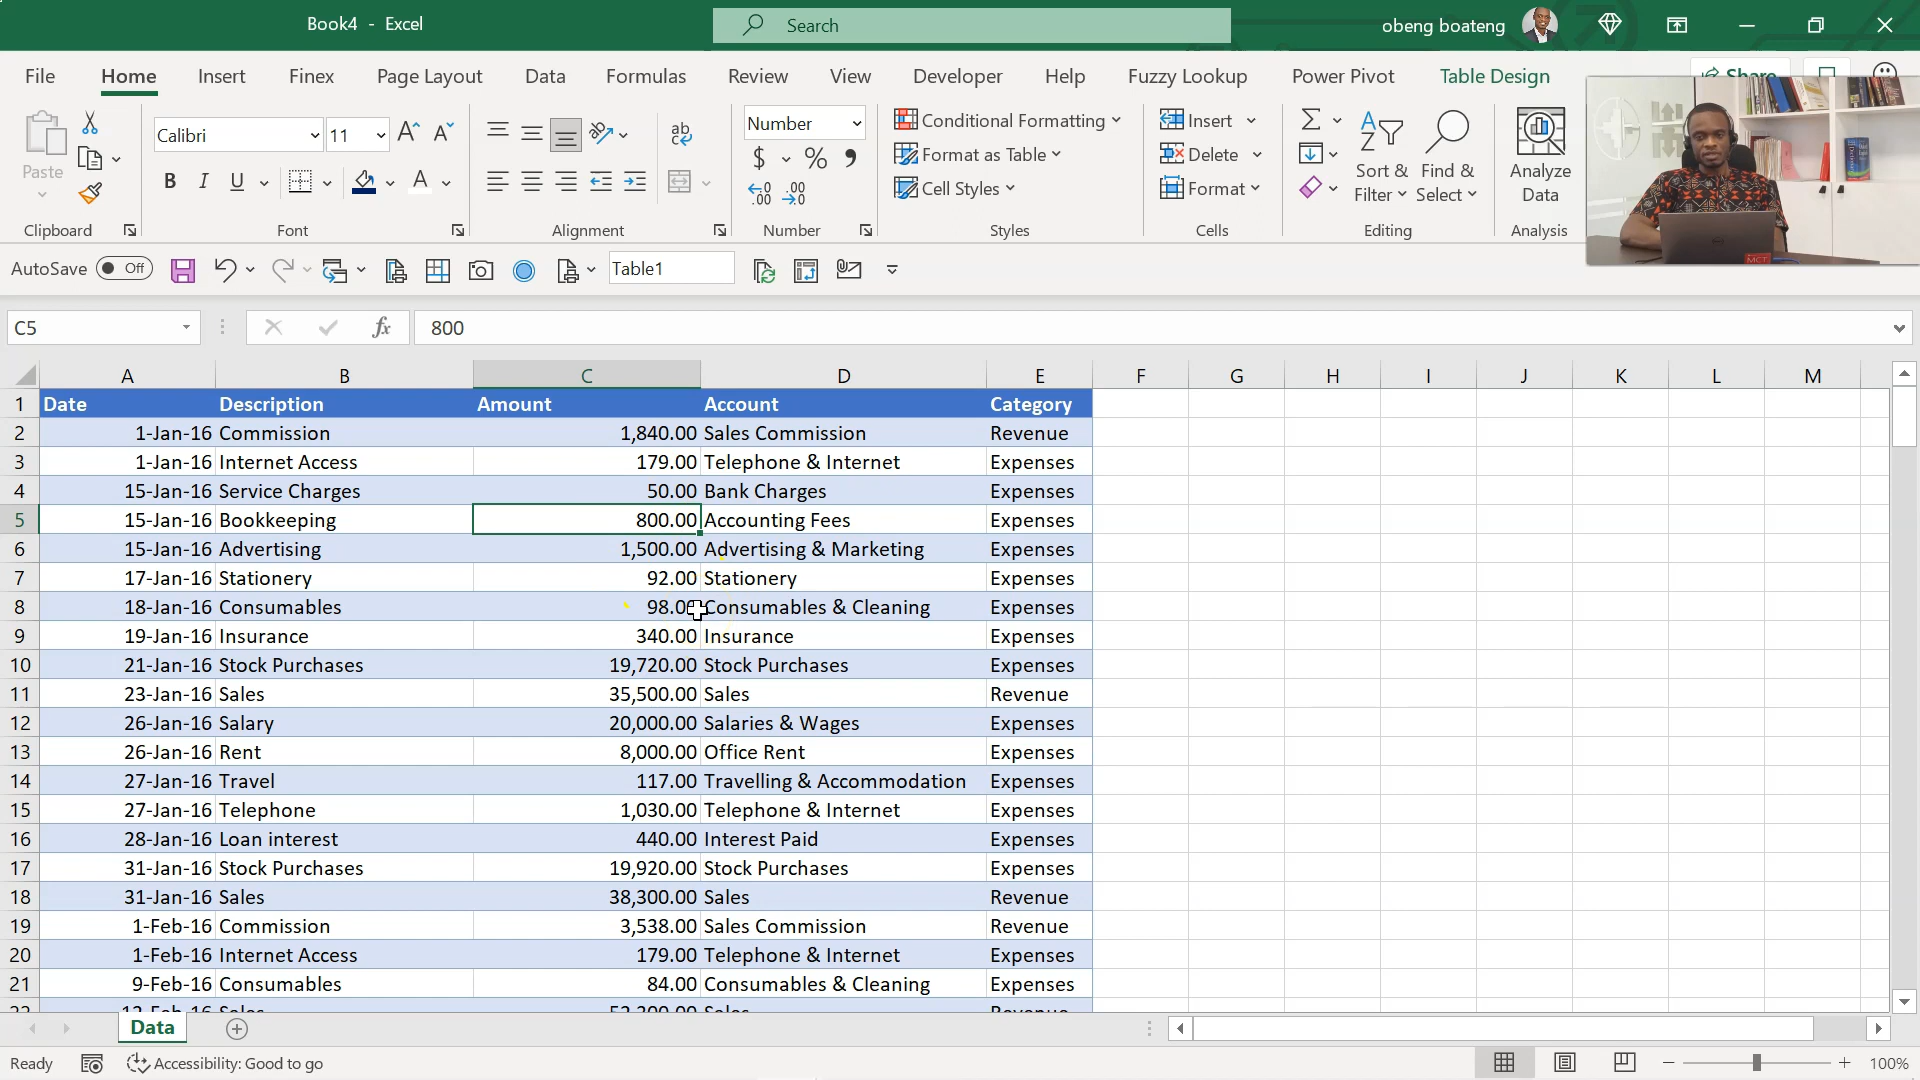 Book4 - Excel
Search
obeng boateng
File Home Insert Finex Page Layout Data Formulas Review View Developer Help Fuzzy Lookup Power Pivot Table Design
Share
Paste
Clipboard
Calibri 11
B I U
Font
ab
Alignment
Number
$ % ,
Number
Conditional Formatting
Format as Table
Cell Styles
Styles
Insert
Delete
Format
Cells
Sort & Filter
Find & Select
Editing
Analyze Data
Analysis
MCT
AutoSave Off
Table1
C5
fx
800
A B C D E F G H I J K L M
1 Date Description Amount Account Category
2 1-Jan-16 Commission 1,840.00 Sales Commission Revenue
3 1-Jan-16 Internet Access 179.00 Telephone & Internet Expenses
4 15-Jan-16 Service Charges 50.00 Bank Charges Expenses
5 15-Jan-16 Bookkeeping 800.00 Accounting Fees Expenses
6 15-Jan-16 Advertising 1,500.00 Advertising & Marketing Expenses
7 17-Jan-16 Stationery 92.00 Stationery Expenses
8 18-Jan-16 Consumables 98.00 Consumables & Cleaning Expenses
9 19-Jan-16 Insurance 340.00 Insurance Expenses
10 21-Jan-16 Stock Purchases 19,720.00 Stock Purchases Expenses
11 23-Jan-16 Sales 35,500.00 Sales Revenue
12 26-Jan-16 Salary 20,000.00 Salaries & Wages Expenses
13 26-Jan-16 Rent 8,000.00 Office Rent Expenses
14 27-Jan-16 Travel 117.00 Travelling & Accommodation Expenses
15 27-Jan-16 Telephone 1,030.00 Telephone & Internet Expenses
16 28-Jan-16 Loan interest 440.00 Interest Paid Expenses
17 31-Jan-16 Stock Purchases 19,920.00 Stock Purchases Expenses
18 31-Jan-16 Sales 38,300.00 Sales Revenue
19 1-Feb-16 Commission 3,538.00 Sales Commission Revenue
20 1-Feb-16 Internet Access 179.00 Telephone & Internet Expenses
21 9-Feb-16 Consumables 84.00 Consumables & Cleaning Expenses
Data
Ready
Accessibility: Good to go
100%